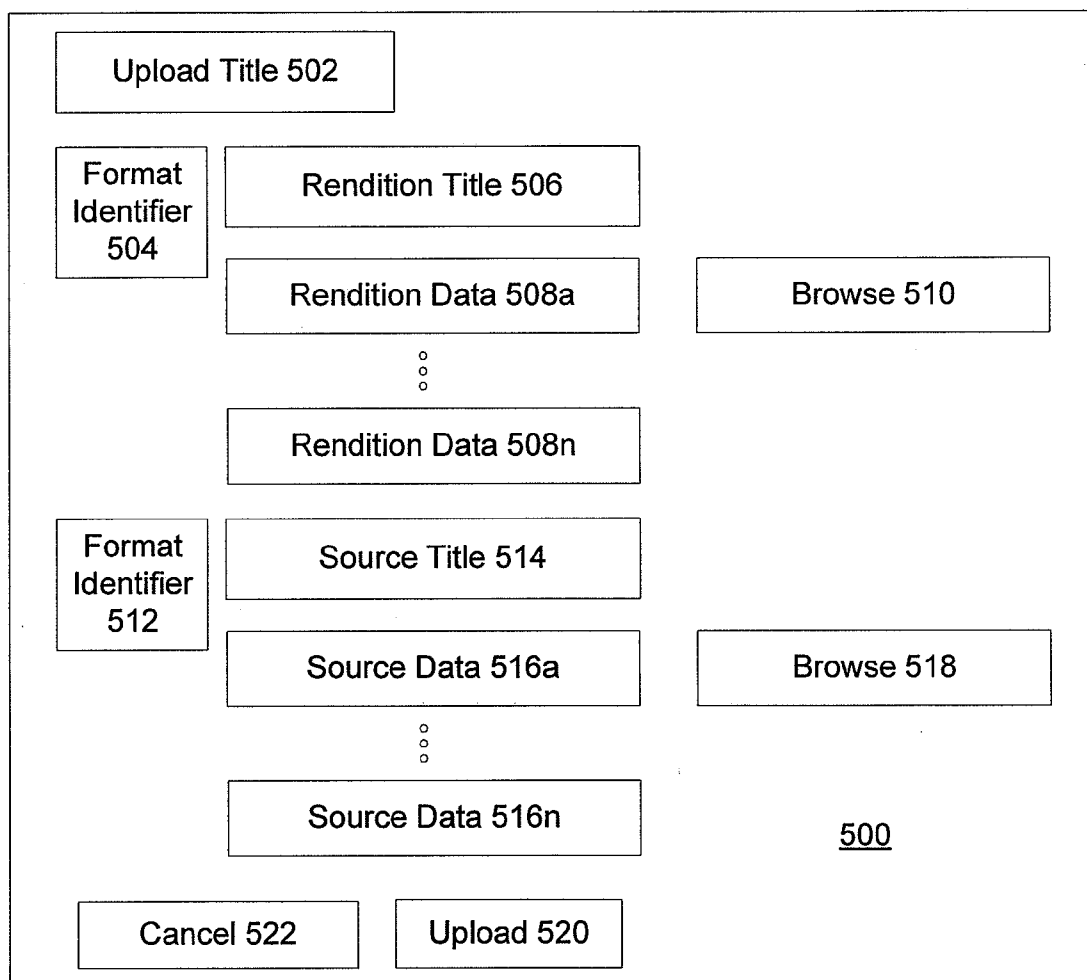 Upload Title 502
Format
Identifier
504
Rendition Title 506
Rendition Data 508a
Browse 510
Rendition Data 508n
Format
Identifier
512
Source Title 514
Source Data 516a
Browse 518
Source Data 516n
500
Cancel 522
Upload 520